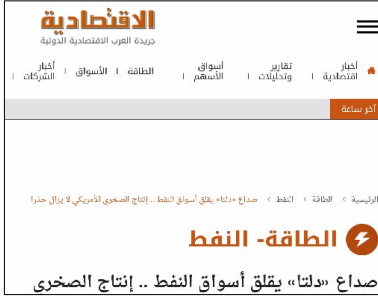 الاقتصادية
جريدة العرب الاقتصادية الدولية
أخبار اقتصادية | تقارير وتحليلات | أسواق الأسهم | الطاقة | الأسواق | أخبار الشركات |
آخر ساعة
الرئيسية > الطاقة > النفط > صداع «دلتا» يقلق أسواق النفط .. إنتاج الصخري الأمريكي لا يزال حذرا
الطاقة- النفط
صداع «دلتا» يقلق أسواق النفط .. إنتاج الصخري